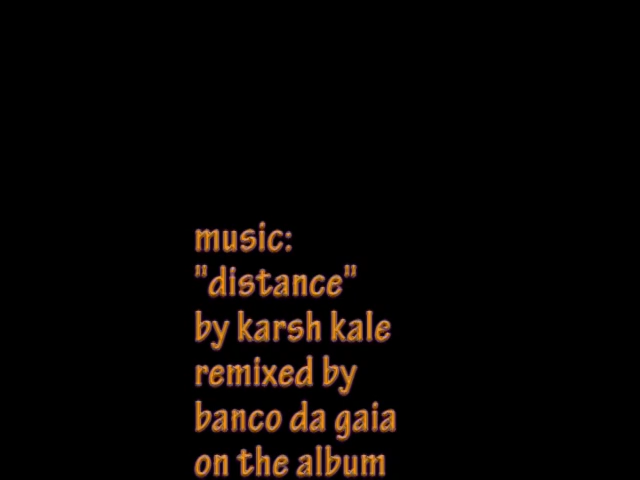 music:
"distance"
by karsh kale
remixed by
banco da gaia
on the album